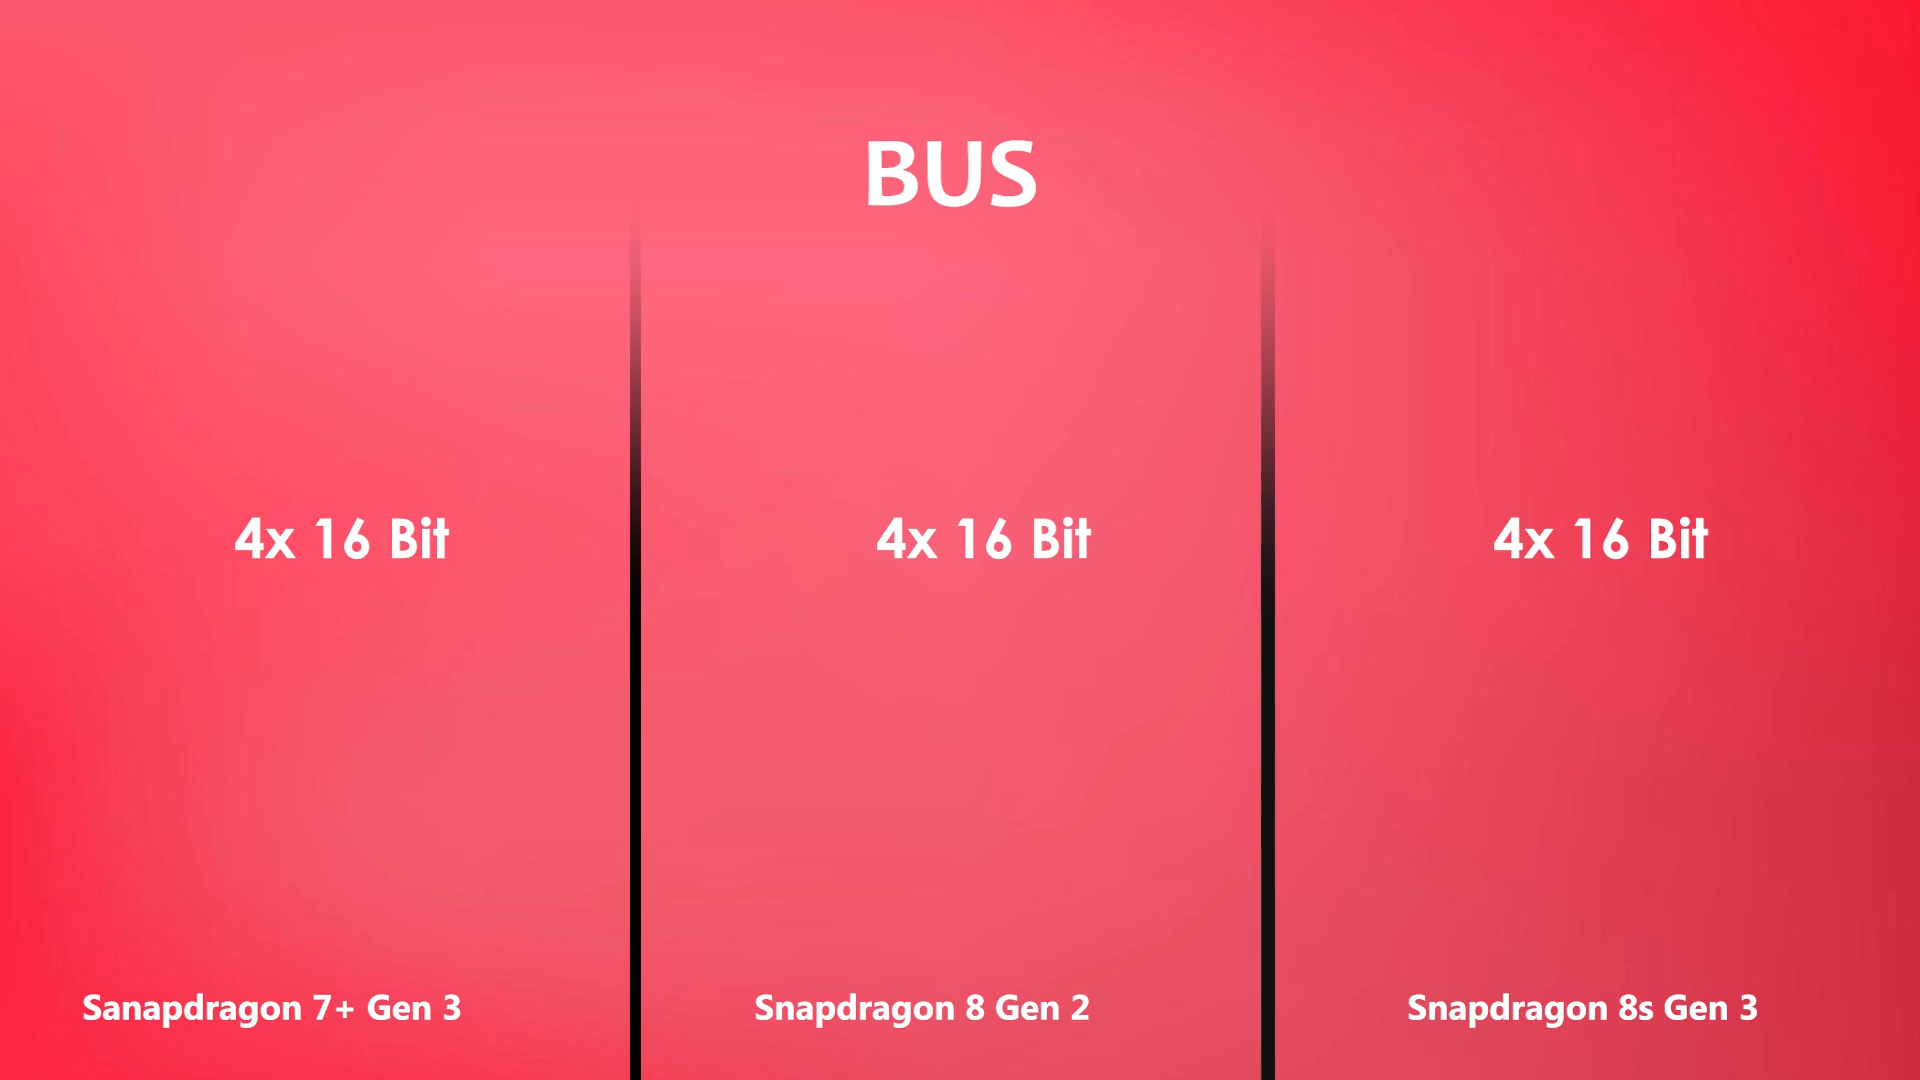 BUS
4x 16 Bit
4x 16 Bit
4x 16 Bit
Sanapdragon 7+ Gen 3
Snapdragon 8 Gen 2
Snapdragon 8s Gen 3